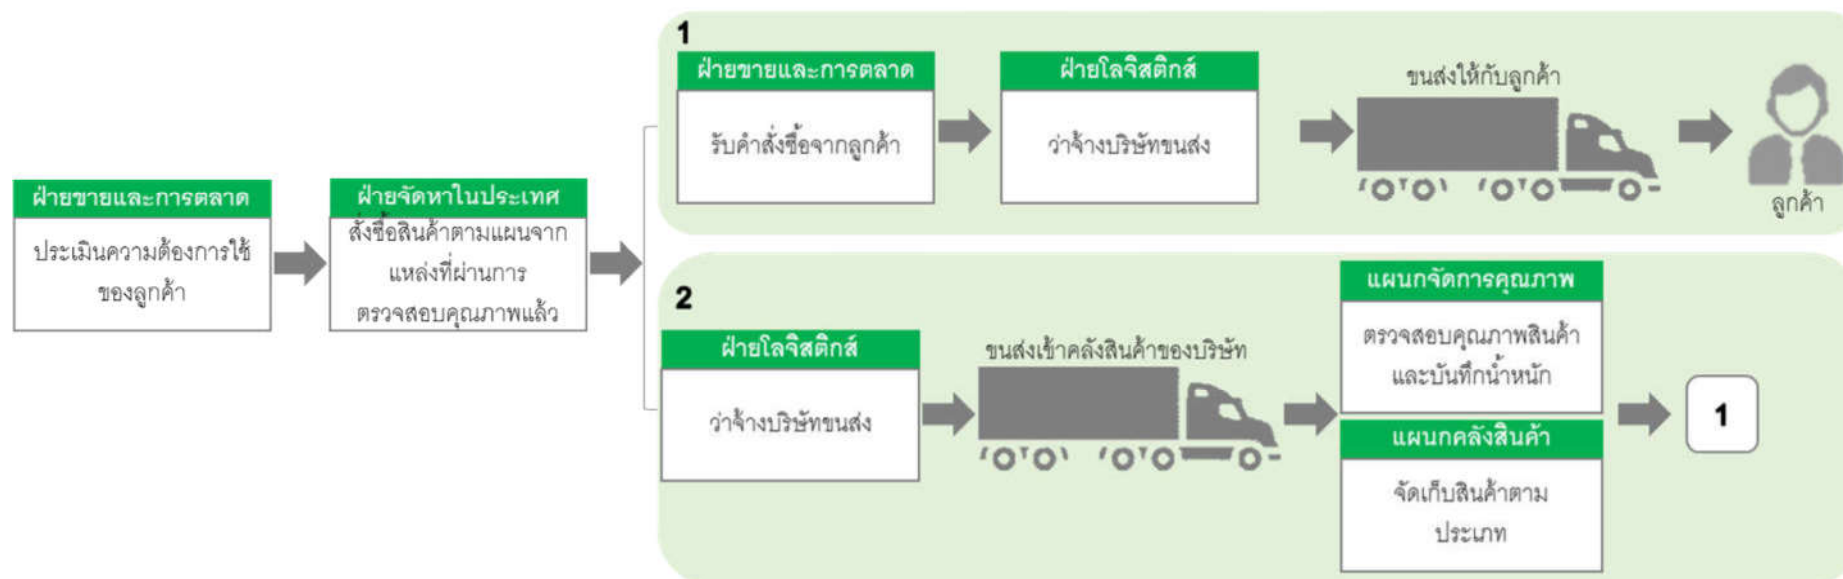 ฝ่ายขายและการตลาด
ประเมินความต้องการใช้
ของลูกค้า
ฝ่ายจัดหาในประเทศ
สั่งซื้อสินค้าตามแผนจาก
แหล่งที่ผ่านการ
ตรวจสอบคุณภาพแล้ว
1
ฝ่ายขายและการตลาด
รับคำสั่งซื้อจากลูกค้า
ฝ่ายโลจิสติกส์
ว่าจ้างบริษัทขนส่ง
ขนส่งให้กับลูกค้า
ลูกค้า
2
ฝ่ายโลจิสติกส์
ว่าจ้างบริษัทขนส่ง
ขนส่งเข้าคลังสินค้าของบริษัท
แผนกจัดการคุณภาพ
ตรวจสอบคุณภาพสินค้า
และบันทึกน้ำหนัก
แผนกคลังสินค้า
จัดเก็บสินค้าตาม
ประเภท
1